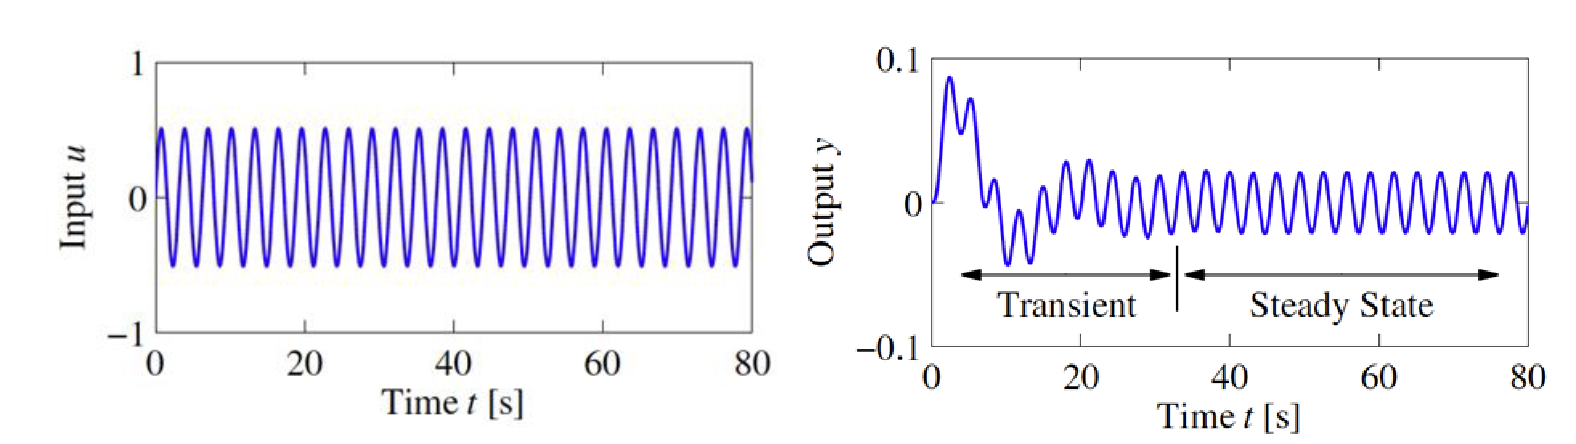 1
0
−1
Input u
0
20
40
60
80
Time t [s]
0.1
0
−0.1
Output y
Transient
Steady State
0
20
40
60
80
Time t [s]